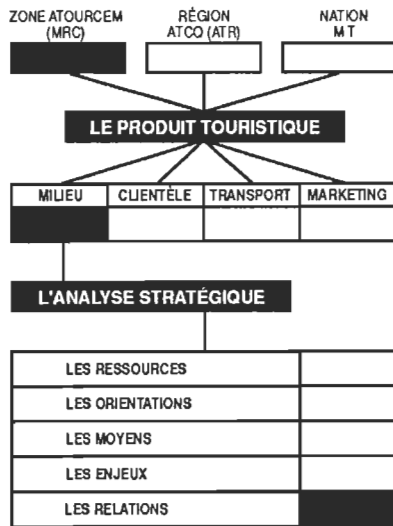 ZONE ATOURCEM RÉGION NATION
(MRC) ATCQ (ATR) M T
LE PRODUIT TOURISTIQUE
MILIEU CLIENTÈLE TRANSPORT MARKETING
L'ANALYSE STRATÉGIQUE
LES RESSOURCES
LES ORIENTATIONS
LES MOYENS
LES ENJEUX
LES RELATIONS